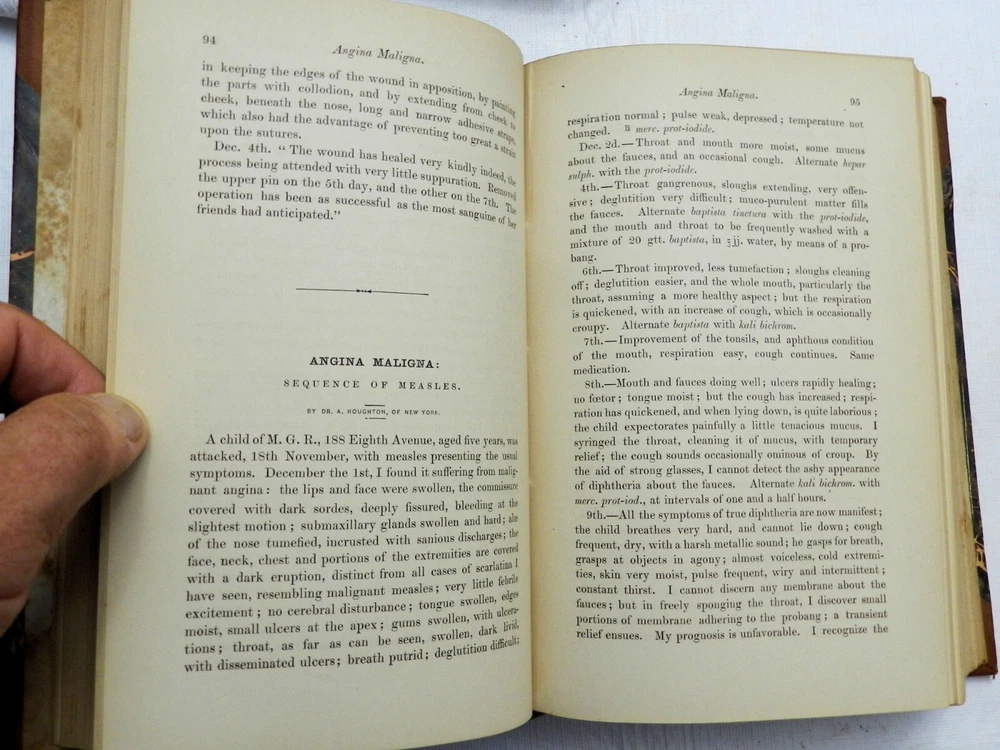 94
Angina Maligna.
in keeping the edges of the wound in apposition, by painting
the parts with collodion, and by extending from cheek to
cheek, beneath the nose, long and narrow adhesive straps,
which also had the advantage of preventing too great a strain
upon the sutures.
Dec. 4th. “The wound has healed very kindly indeed, the
process being attended with very little suppuration. Removed
the upper pin on the 5th day, and the other on the 7th. The
operation has been as successful as the most sanguine of her
friends had anticipated.”
ANGINA MALIGNA:
SEQUENCE OF MEASLES.
BY DR. A. HOUGHTON, OF NEW YORK.
A child of M. G. R., 188 Eighth Avenue, aged five years, was
attacked, 18th November, with measles presenting the usual
symptoms. December the 1st, I found it suffering from malig-
nant angina: the lips and face were swollen, the commissure
covered with dark sordes, deeply fissured, bleeding at the
slightest motion; submaxillary glands swollen and hard; alæ
of the nose tumefied, incrusted with sanious discharges; the
face, neck, chest and portions of the extremities are covered
with a dark eruption, distinct from all cases of scarlatina I
have seen, resembling malignant measles; very little febrile
excitement; no cerebral disturbance; tongue swollen, edges
moist, small ulcers at the apex; gums swollen, with ulcera-
tions; throat, as far as can be seen, swollen, dark livid,
with disseminated ulcers; breath putrid; deglutition difficult;
Angina Maligna.
95
respiration normal; pulse weak, depressed; temperature not
changed. ℞ merc. prot-iodide.
Dec. 2d.—Throat and mouth more moist, some mucus
about the fauces, and an occasional cough. Alternate hepar
sulph. with the prot-iodide.
4th.—Throat gangrenous, sloughs extending, very offen-
sive; deglutition very difficult; muco-purulent matter fills
the fauces. Alternate baptista tinctura with the prot-iodide,
and the mouth and throat to be frequently washed with a
mixture of 20 gtt. baptista, in ℥jj. water, by means of a pro-
bang.
6th.—Throat improved, less tumefaction; sloughs cleaning
off; deglutition easier, and the whole mouth, particularly the
throat, assuming a more healthy aspect; but the respiration
is quickened, with an increase of cough, which is occasionally
croupy. Alternate baptista with kali bichrom.
7th.—Improvement of the tonsils, and aphthous condition
of the mouth, respiration easy, cough continues. Same
medication.
8th—Mouth and fauces doing well; ulcers rapidly healing;
no fœtor; tongue moist; but the cough has increased; respi-
ration has quickened, and when lying down, is quite laborious;
the child expectorates painfully a little tenacious mucus. I
syringed the throat, cleaning it of mucus, with temporary
relief; the cough sounds occasionally ominous of croup. By
the aid of strong glasses, I cannot detect the ashy appearance
of diphtheria about the fauces. Alternate kali bichrom. with
merc. prot-iod., at intervals of one and a half hours.
9th.—All the symptoms of true diphtheria are now manifest;
the child breathes very hard, and cannot lie down; cough
frequent, dry, with a harsh metallic sound; he gasps for breath,
grasps at objects in agony; almost voiceless, cold extremi-
ties, skin very moist, pulse frequent, wiry and intermittent;
constant thirst. I cannot discern any membrane about the
fauces; but in freely sponging the throat, I discover small
portions of membrane adhering to the probang; a transient
relief ensues. My prognosis is unfavorable. I recognize the